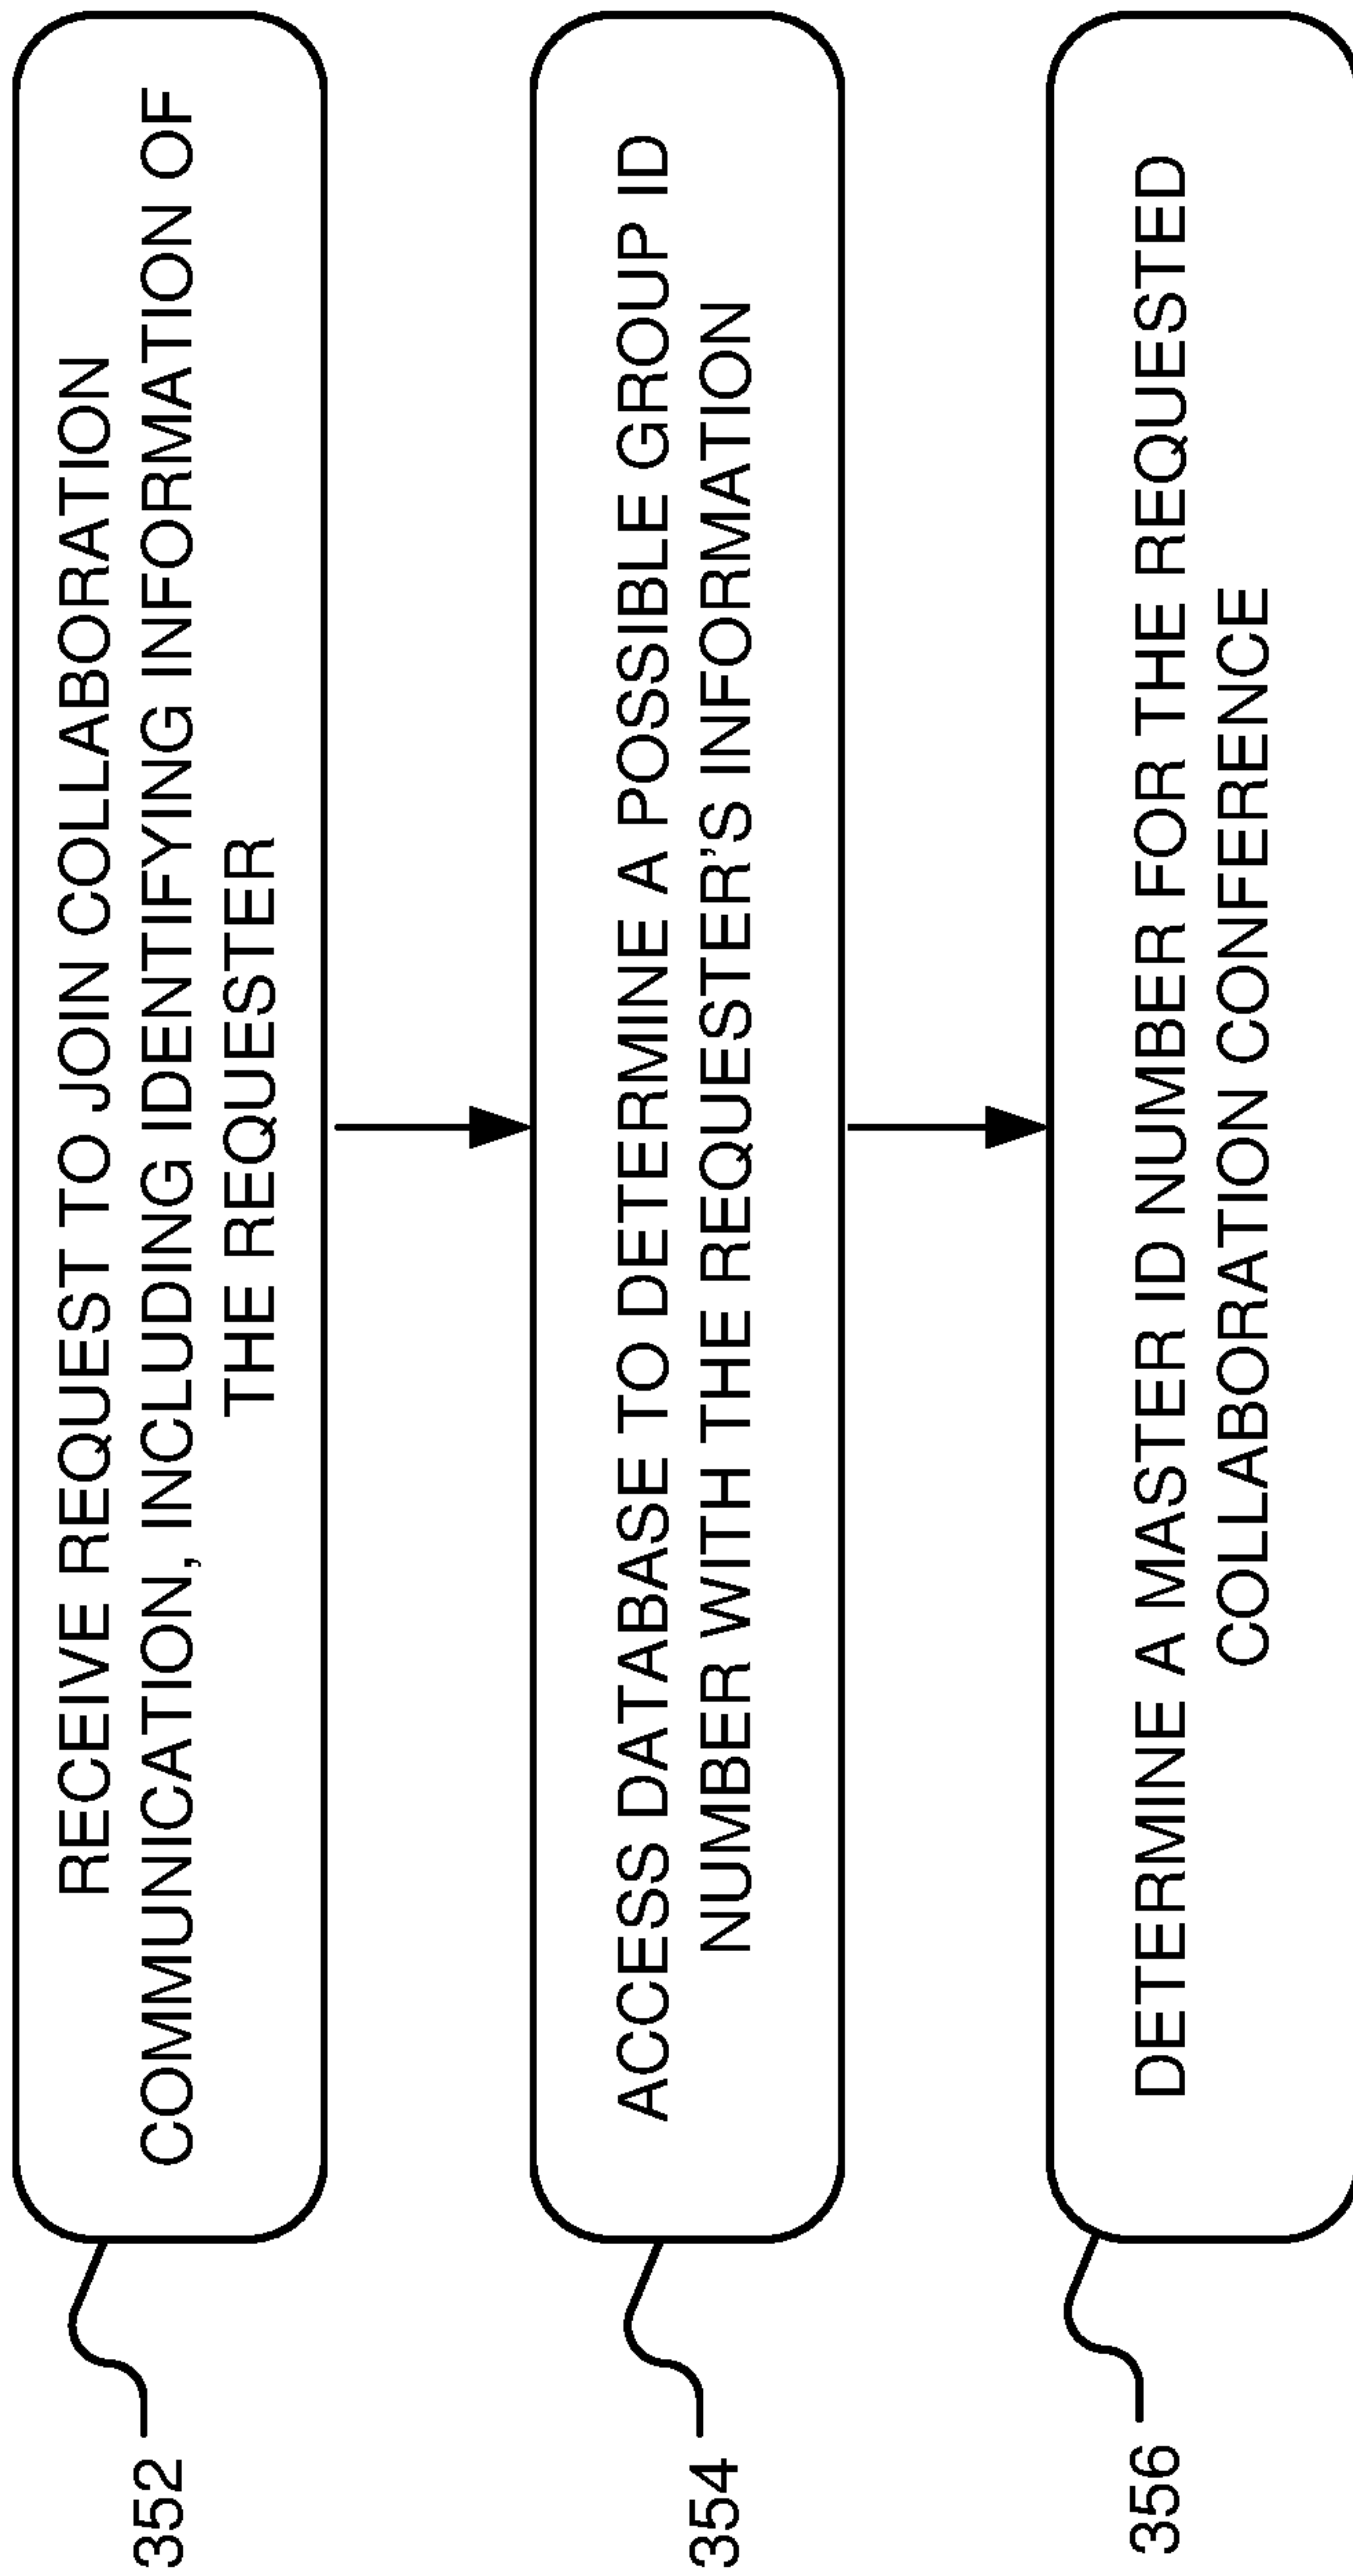 RECEIVE REQUEST TO JOIN COLLABORATION
COMMUNICATION, INCLUDING IDENTIFYING INFORMATION OF
THE REQUESTER
352
ACCESS DATABASE TO DETERMINE A POSSIBLE GROUP ID
NUMBER WITH THE REQUESTER'S INFORMATION
354
DETERMINE A MASTER ID NUMBER FOR THE REQUESTED
COLLABORATION CONFERENCE
356